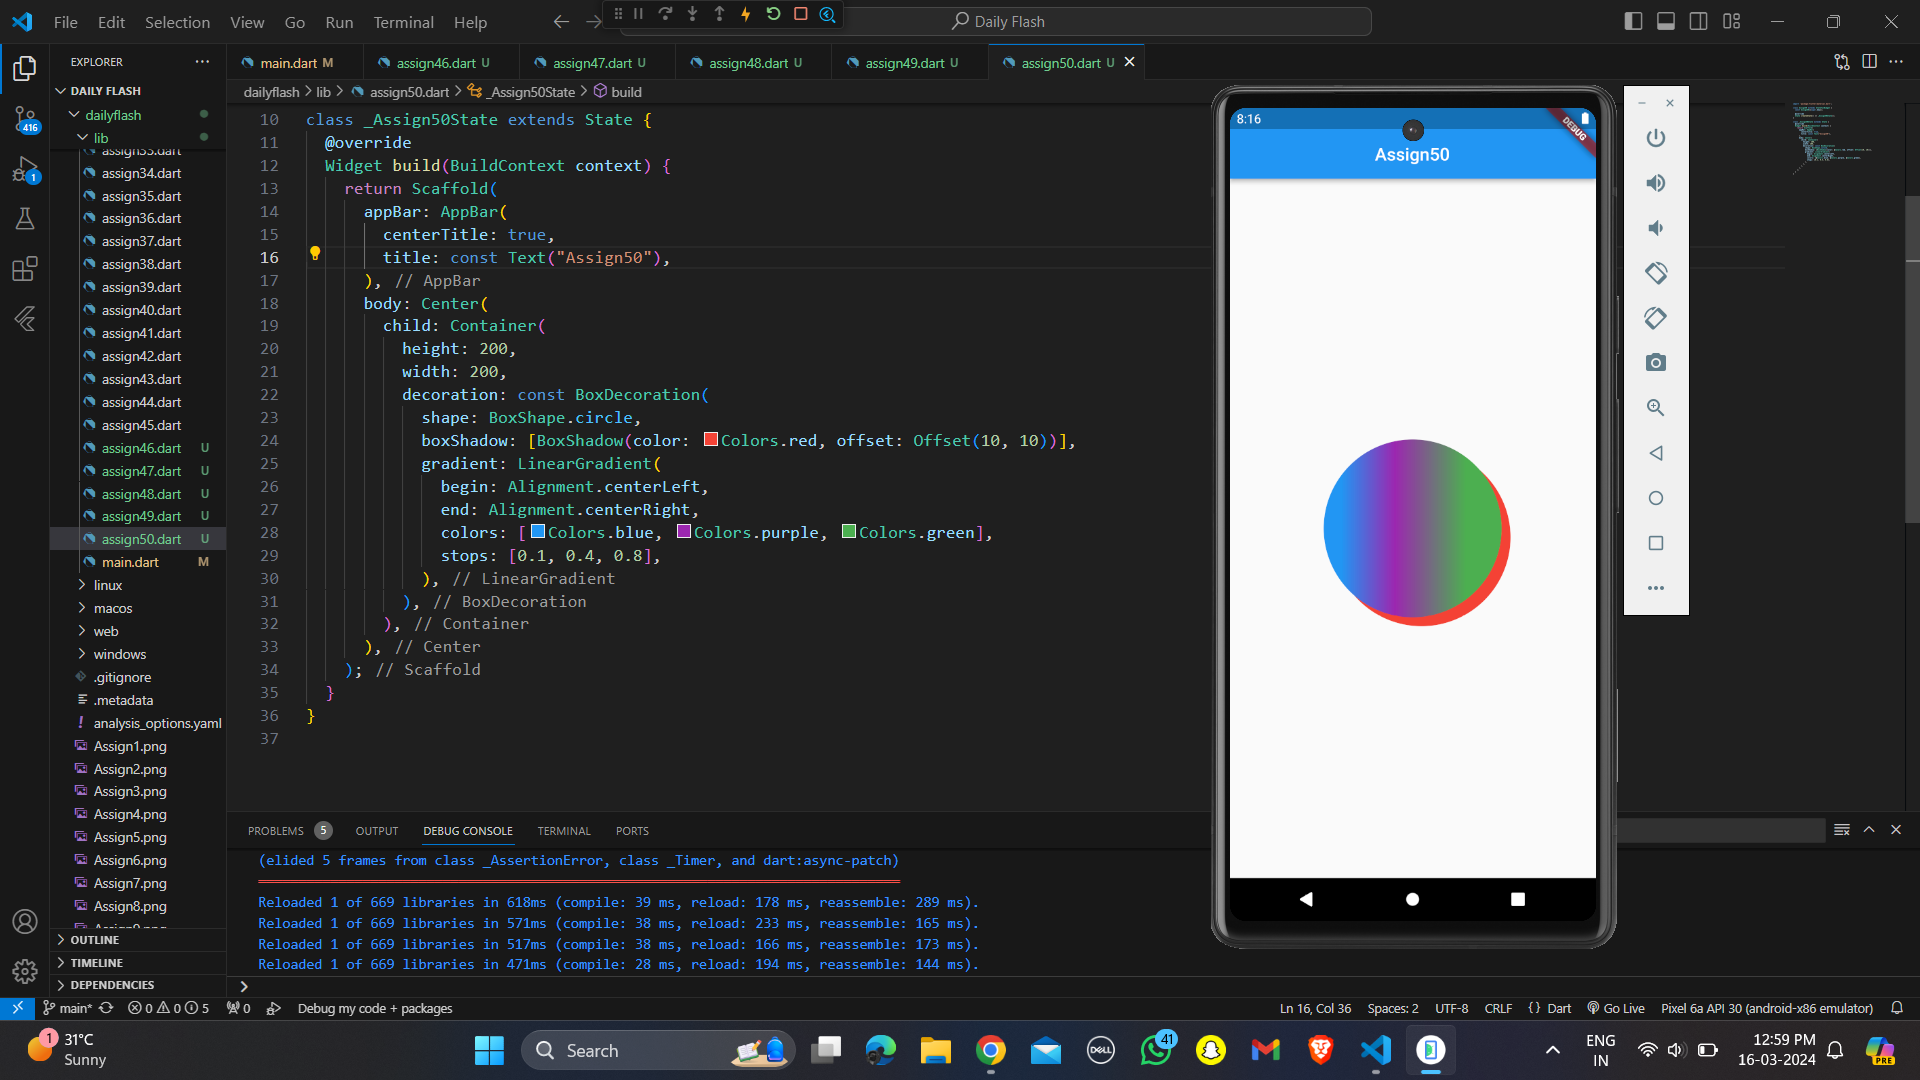 File Edit Selection View Go Run Terminal Help
Daily Flash
EXPLORER
main.dart M
assign46.dart U
assign47.dart U
assign48.dart U
assign49.dart U
assign50.dart U
DAILY FLASH
dailyflash > lib > assign50.dart > _Assign50State > build
dailyflash
lib
assign33.dart
assign34.dart
assign35.dart
assign36.dart
assign37.dart
assign38.dart
assign39.dart
assign40.dart
assign41.dart
assign42.dart
assign43.dart
assign44.dart
assign45.dart
assign46.dart U
assign47.dart U
assign48.dart U
assign49.dart U
assign50.dart U
main.dart M
linux
macos
web
windows
.gitignore
.metadata
analysis_options.yaml
Assign1.png
Assign2.png
Assign3.png
Assign4.png
Assign5.png
Assign6.png
Assign7.png
Assign8.png
OUTLINE
TIMELINE
DEPENDENCIES
416
1
10 class _Assign50State extends State {
11 @override
12 Widget build(BuildContext context) {
13 return Scaffold(
14 appBar: AppBar(
15 centerTitle: true,
16 title: const Text("Assign50"),
17 ), // AppBar
18 body: Center(
19 child: Container(
20 height: 200,
21 width: 200,
22 decoration: const BoxDecoration(
23 shape: BoxShape.circle,
24 boxShadow: [BoxShadow(color: Colors.red, offset: Offset(10, 10))],
25 gradient: LinearGradient(
26 begin: Alignment.centerLeft,
27 end: Alignment.centerRight,
28 colors: [Colors.blue, Colors.purple, Colors.green],
29 stops: [0.1, 0.4, 0.8],
30 ), // LinearGradient
31 ), // BoxDecoration
32 ), // Container
33 ), // Center
34 ); // Scaffold
35 }
36 }
37
8:16
DEBUG
Assign50
PROBLEMS 5 OUTPUT DEBUG CONSOLE TERMINAL PORTS
(elided 5 frames from class _AssertionError, class _Timer, and dart:async-patch)
Reloaded 1 of 669 libraries in 618ms (compile: 39 ms, reload: 178 ms, reassemble: 289 ms).
Reloaded 1 of 669 libraries in 571ms (compile: 38 ms, reload: 233 ms, reassemble: 165 ms).
Reloaded 1 of 669 libraries in 517ms (compile: 38 ms, reload: 166 ms, reassemble: 173 ms).
Reloaded 1 of 669 libraries in 471ms (compile: 28 ms, reload: 194 ms, reassemble: 144 ms).
main* 0 0 5 0 Debug my code + packages
Ln 16, Col 36 Spaces: 2 UTF-8 CRLF {} Dart Go Live Pixel 6a API 30 (android-x86 emulator)
1
31°C
Sunny
Search
DELL
41
ENG
IN
12:59 PM
16-03-2024
PRE